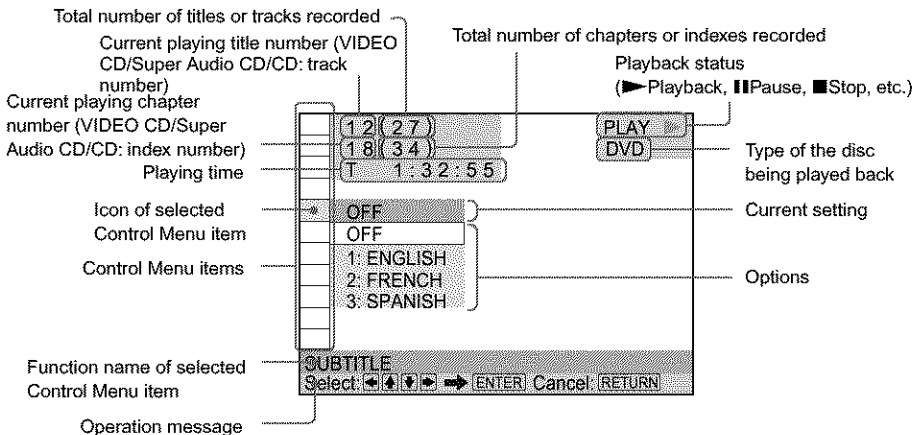 Total number of titles or tracks recorded
Current playing title number (VIDEO
CD/Super Audio CD/CD: track
number)
Total number of chapters or indexes recorded
Playback status
(▶Playback, ❚❚Pause, ■Stop, etc.)
Current playing chapter
number (VIDEO CD/Super
Audio CD/CD: index number)
Playing time
12(27)
18(34)
T 1:32:55
PLAY
DVD
Type of the disc
being played back
Icon of selected
Control Menu item
OFF
Current setting
OFF
1: ENGLISH
2: FRENCH
3: SPANISH
Control Menu items
Options
Function name of selected
Control Menu item
SUBTITLE
Select: ←↑↓→ ➡ ENTER Cancel: RETURN
Operation message